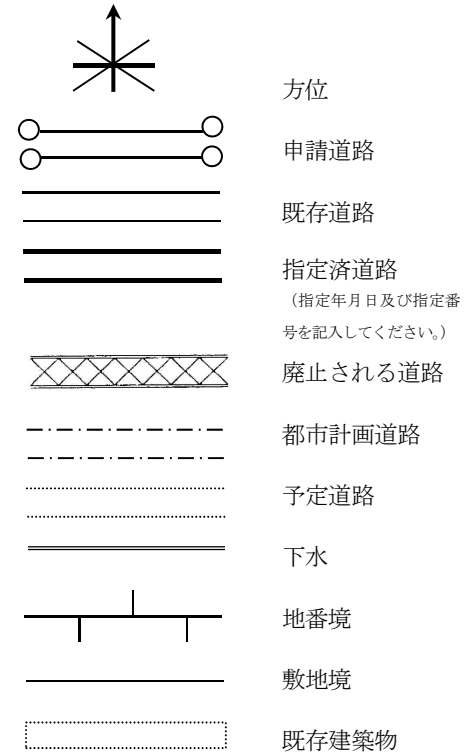 方位
申請道路
既存道路
指定済道路
（指定年月日及び指定番
号を記入してください。）
廃止される道路
都市計画道路
予定道路
下水
地番境
敷地境
既存建築物